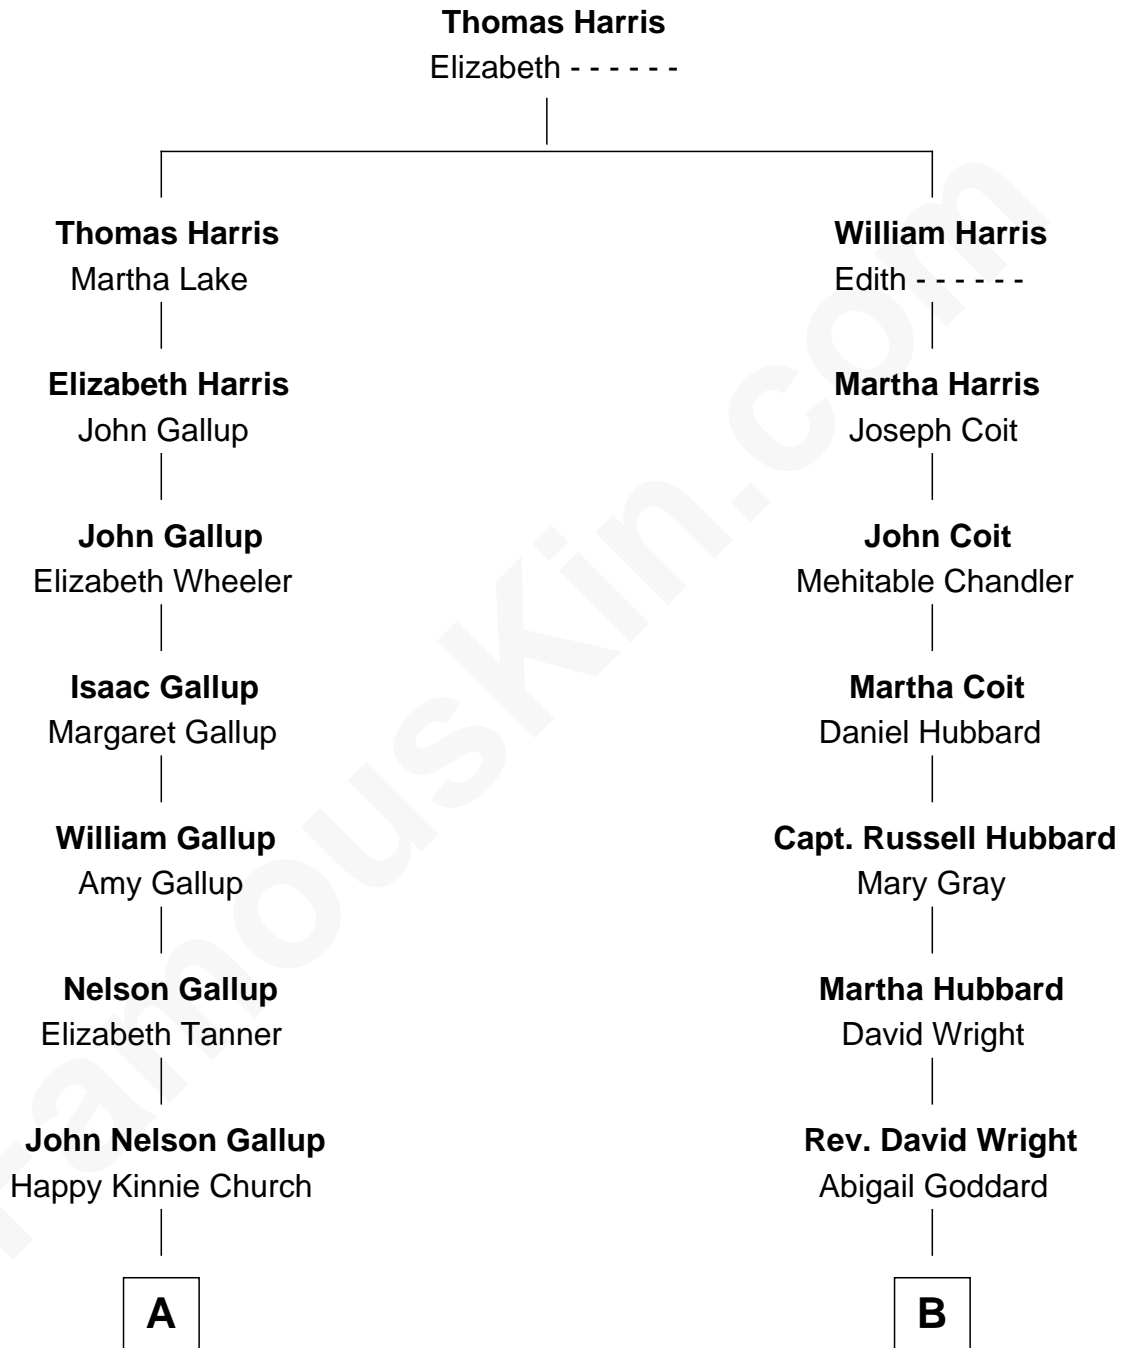 Thomas Harris
Elizabeth - - - - - -
Thomas Harris
Martha Lake
Elizabeth Harris
John Gallup
John Gallup
Elizabeth Wheeler
Isaac Gallup
Margaret Gallup
William Gallup
Amy Gallup
Nelson Gallup
Elizabeth Tanner
John Nelson Gallup
Happy Kinnie Church
A
William Harris
Edith - - - - - -
Martha Harris
Joseph Coit
John Coit
Mehitable Chandler
Martha Coit
Daniel Hubbard
Capt. Russell Hubbard
Mary Gray
Martha Hubbard
David Wright
Rev. David Wright
Abigail Goddard
B
FamousKin.com